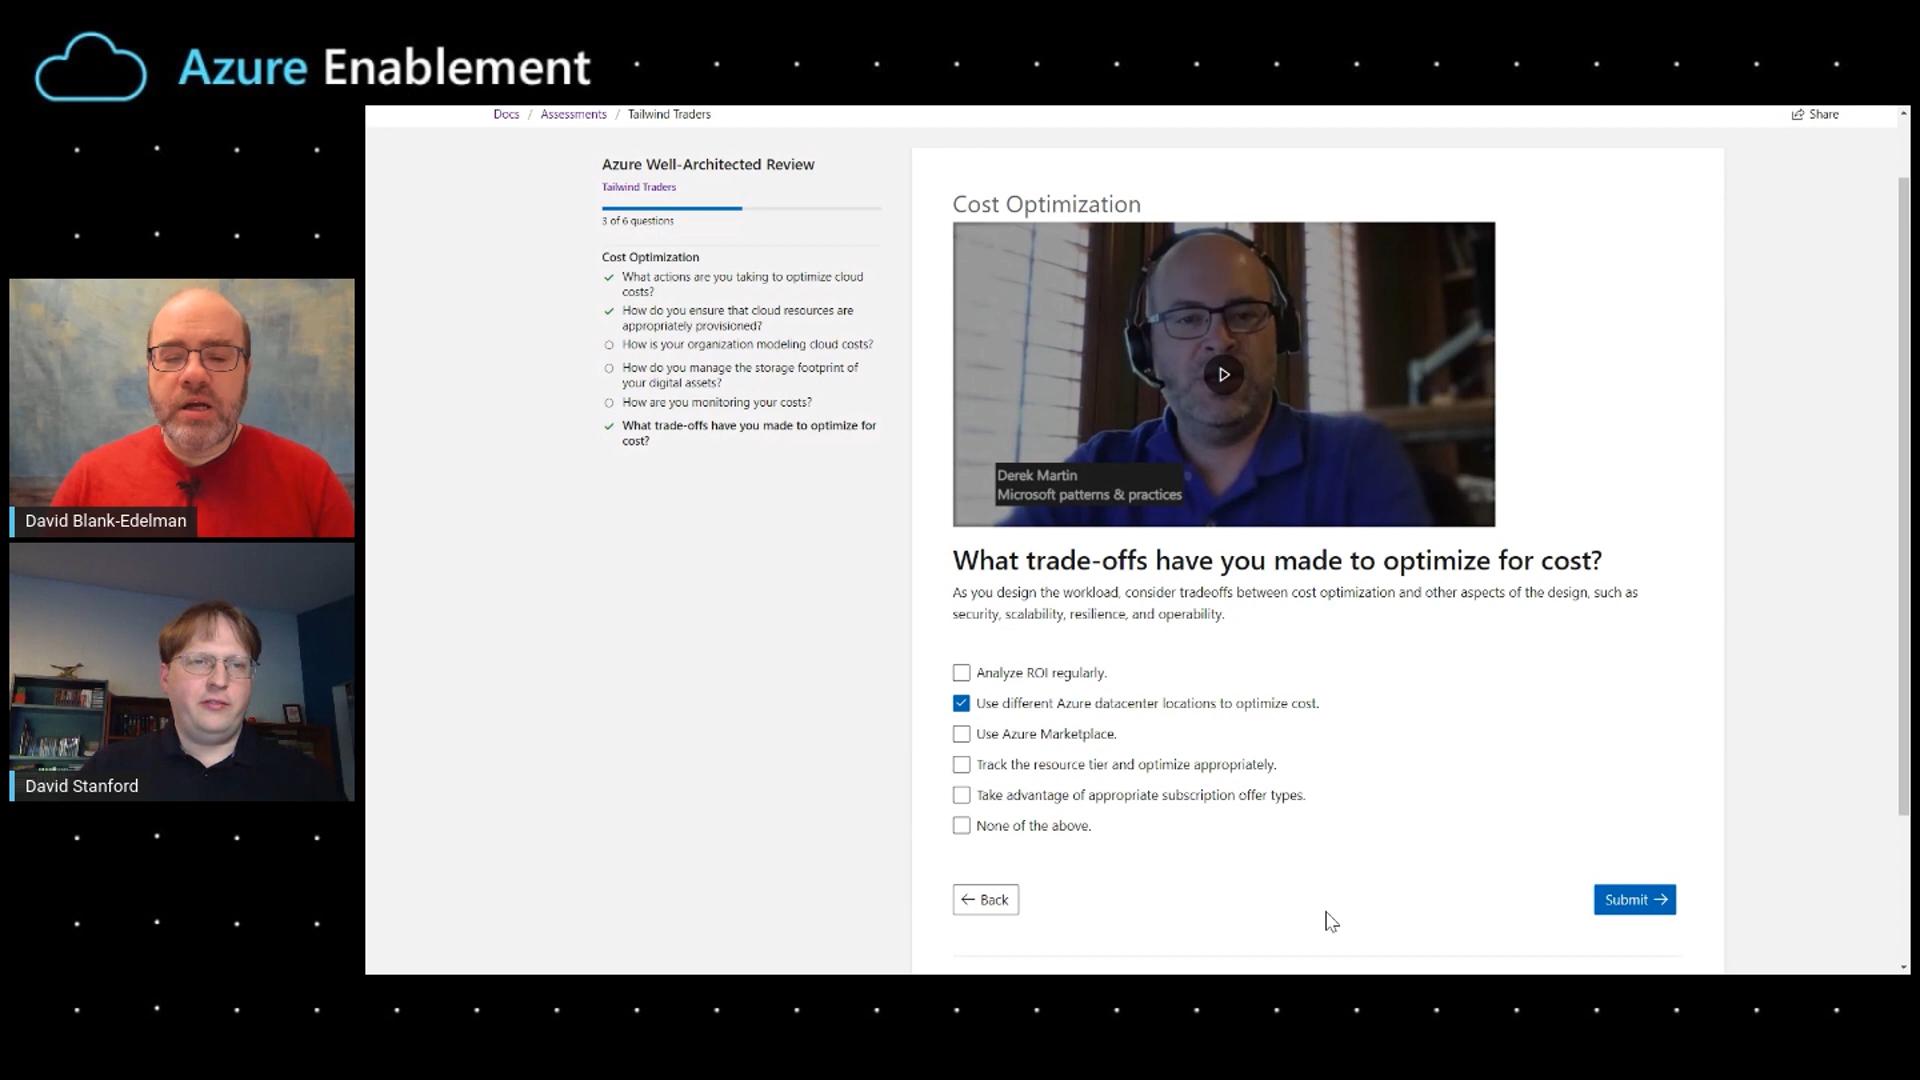 Azure Enablement
Docs / Assessments / Tailwind Traders
Share
Azure Well-Architected Review
Tailwind Traders
3 of 6 questions
Cost Optimization
What actions are you taking to optimize cloud
costs?
How do you ensure that cloud resources are
appropriately provisioned?
How is your organization modeling cloud costs?
How do you manage the storage footprint of
your digital assets?
How are you monitoring your costs?
What trade-offs have you made to optimize for
cost?
David Blank-Edelman
David Stanford
Cost Optimization
Derek Martin
Microsoft patterns & practices
What trade-offs have you made to optimize for cost?
As you design the workload, consider tradeoffs between cost optimization and other aspects of the design, such as
security, scalability, resilience, and operability.
Analyze ROI regularly.
Use different Azure datacenter locations to optimize cost.
Use Azure Marketplace.
Track the resource tier and optimize appropriately.
Take advantage of appropriate subscription offer types.
None of the above.
← Back
Submit →